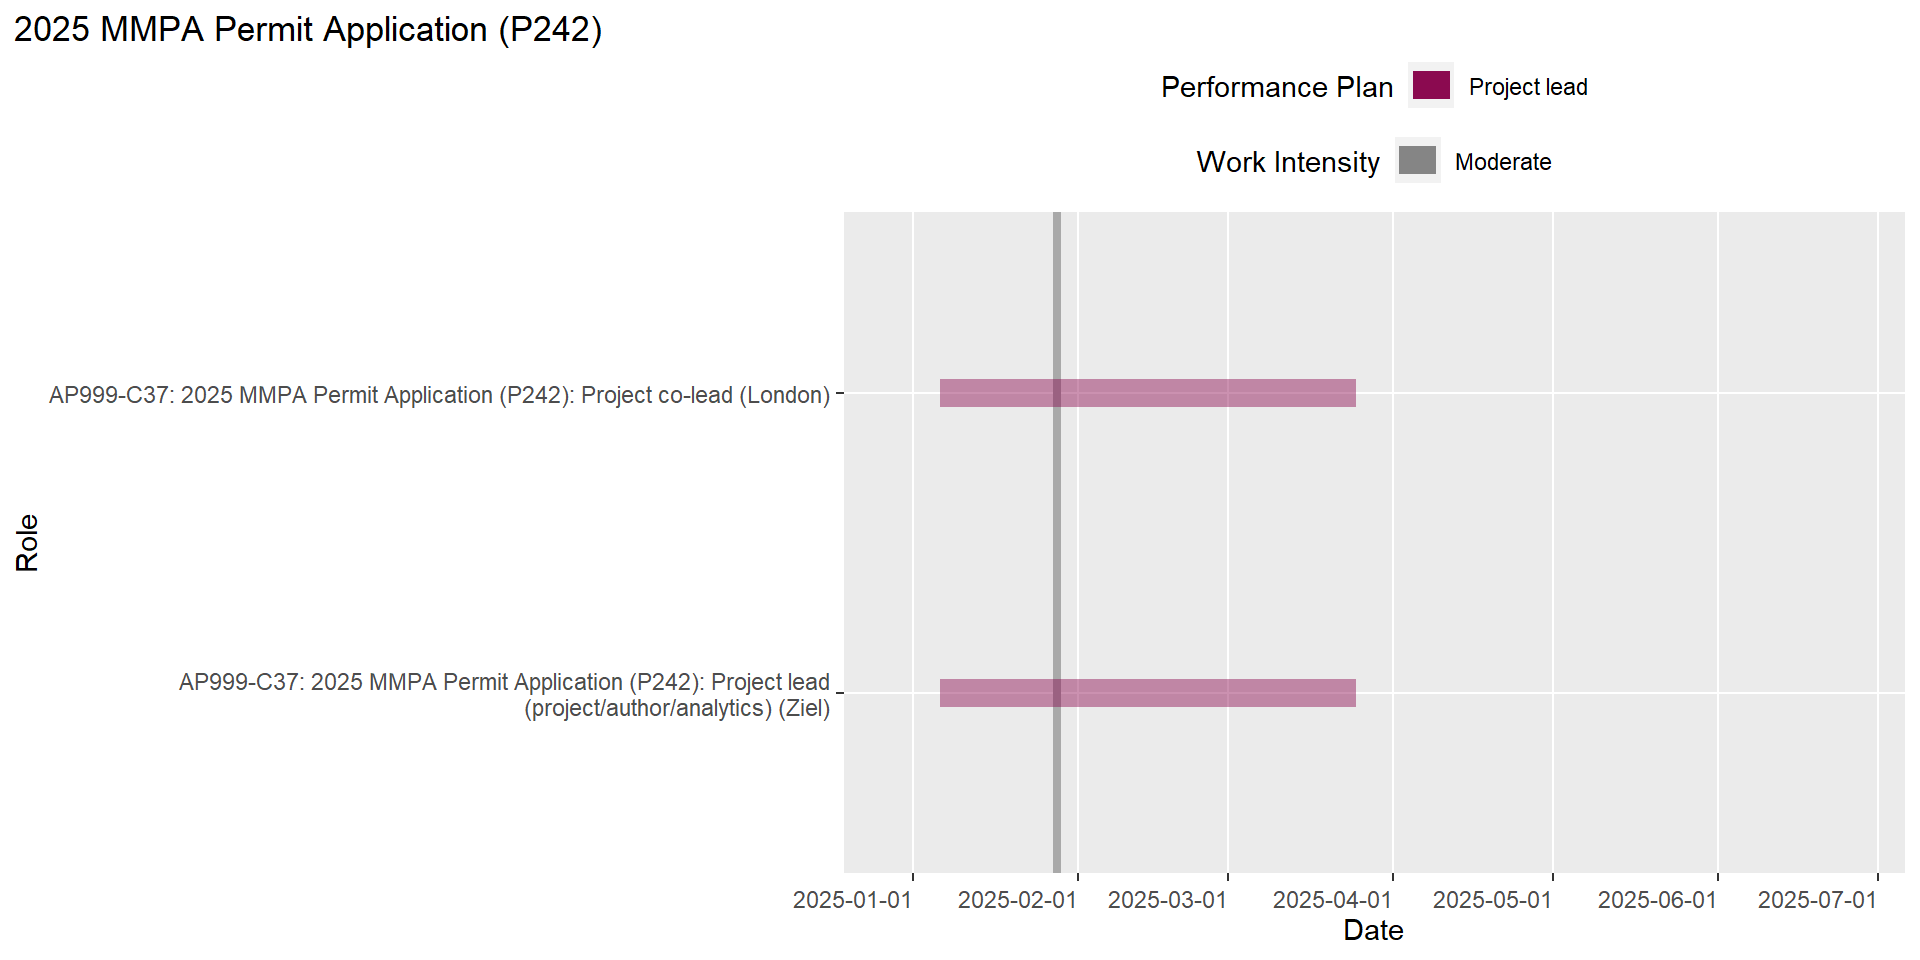 2025 MMPA Permit Application (P242)
Performance Plan
Project lead
Work Intensity
Moderate
Role
AP999-C37: 2025 MMPA Permit Application (P242): Project co-lead (London)
AP999-C37: 2025 MMPA Permit Application (P242): Project lead
(project/author/analytics) (Ziel)
2025-01-01
2025-02-01
2025-03-01
2025-04-01
2025-05-01
2025-06-01
2025-07-01
Date